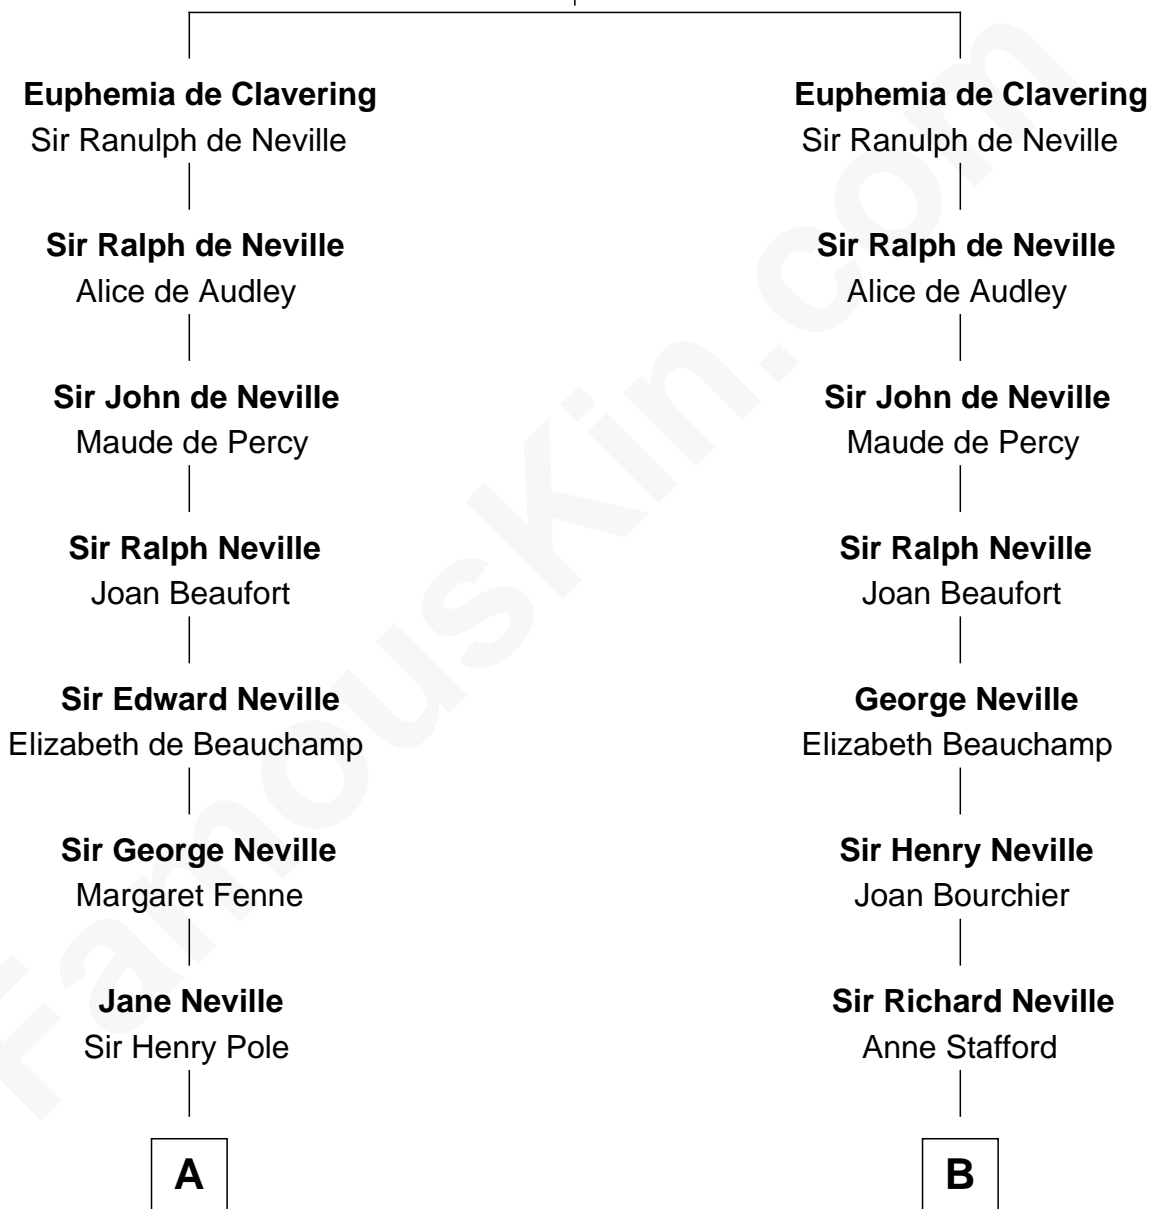 Euphemia de Clavering
Sir Ranulph de Neville
Sir Ralph de Neville
Alice de Audley
Sir John de Neville
Maude de Percy
Sir Ralph Neville
Joan Beaufort
Sir Edward Neville
Elizabeth de Beauchamp
Sir George Neville
Margaret Fenne
Jane Neville
Sir Henry Pole
A
Euphemia de Clavering
Sir Ranulph de Neville
Sir Ralph de Neville
Alice de Audley
Sir John de Neville
Maude de Percy
Sir Ralph Neville
Joan Beaufort
George Neville
Elizabeth Beauchamp
Sir Henry Neville
Joan Bourchier
Sir Richard Neville
Anne Stafford
B
FamousKin.com